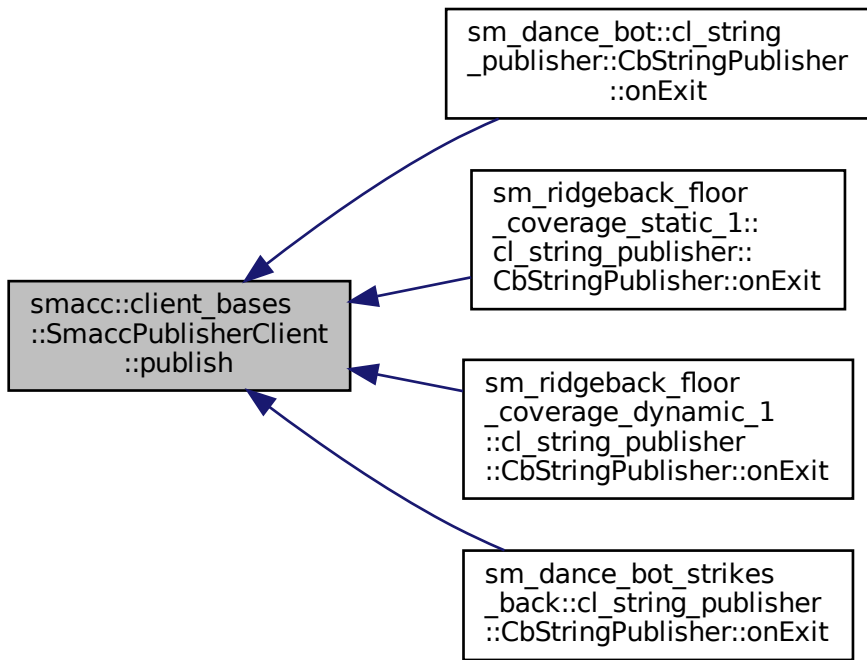 smacc::client_bases
::SmaccPublisherClient
::publish
sm_dance_bot::cl_string
_publisher::CbStringPublisher
::onExit
sm_ridgeback_floor
_coverage_static_1::
cl_string_publisher::
CbStringPublisher::onExit
sm_ridgeback_floor
_coverage_dynamic_1
::cl_string_publisher
::CbStringPublisher::onExit
sm_dance_bot_strikes
_back::cl_string_publisher
::CbStringPublisher::onExit